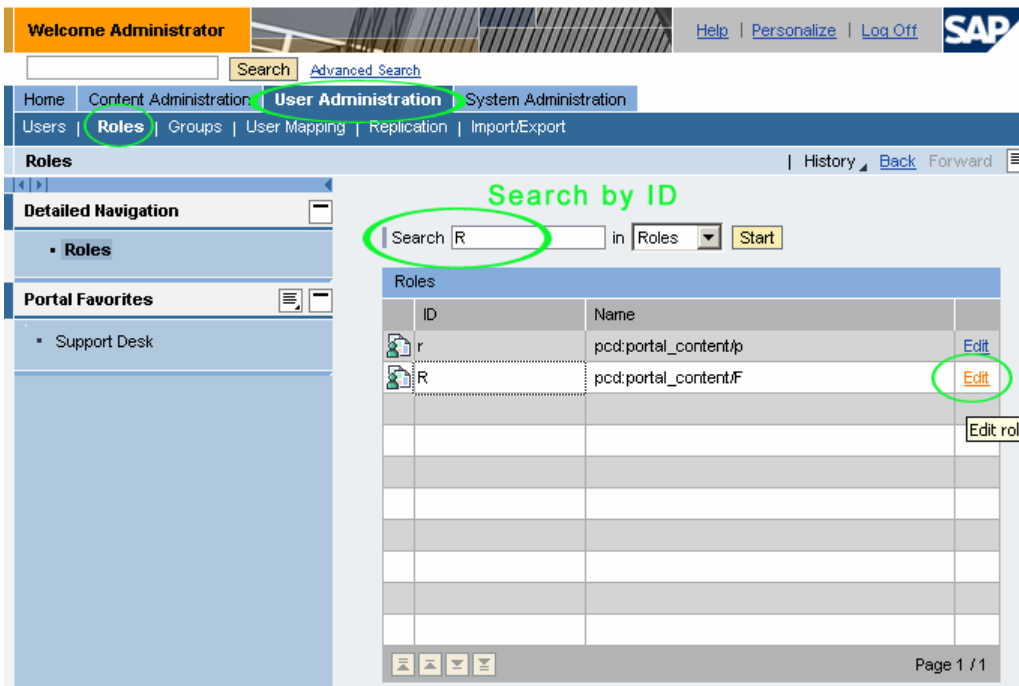 Welcome Administrator
Help | Personalize | Log Off
SAP
Search Advanced Search
Home Content Administration User Administration System Administration
Users | Roles | Groups | User Mapping | Replication | Import/Export
Roles | History Back Forward
Search by ID
Detailed Navigation
Search R in Roles Start
Roles
Roles
Portal Favorites
ID Name
Support Desk
r pcd:portal_content/p Edit
R pcd:portal_content/F Edit
Edit rol
Page 1 / 1